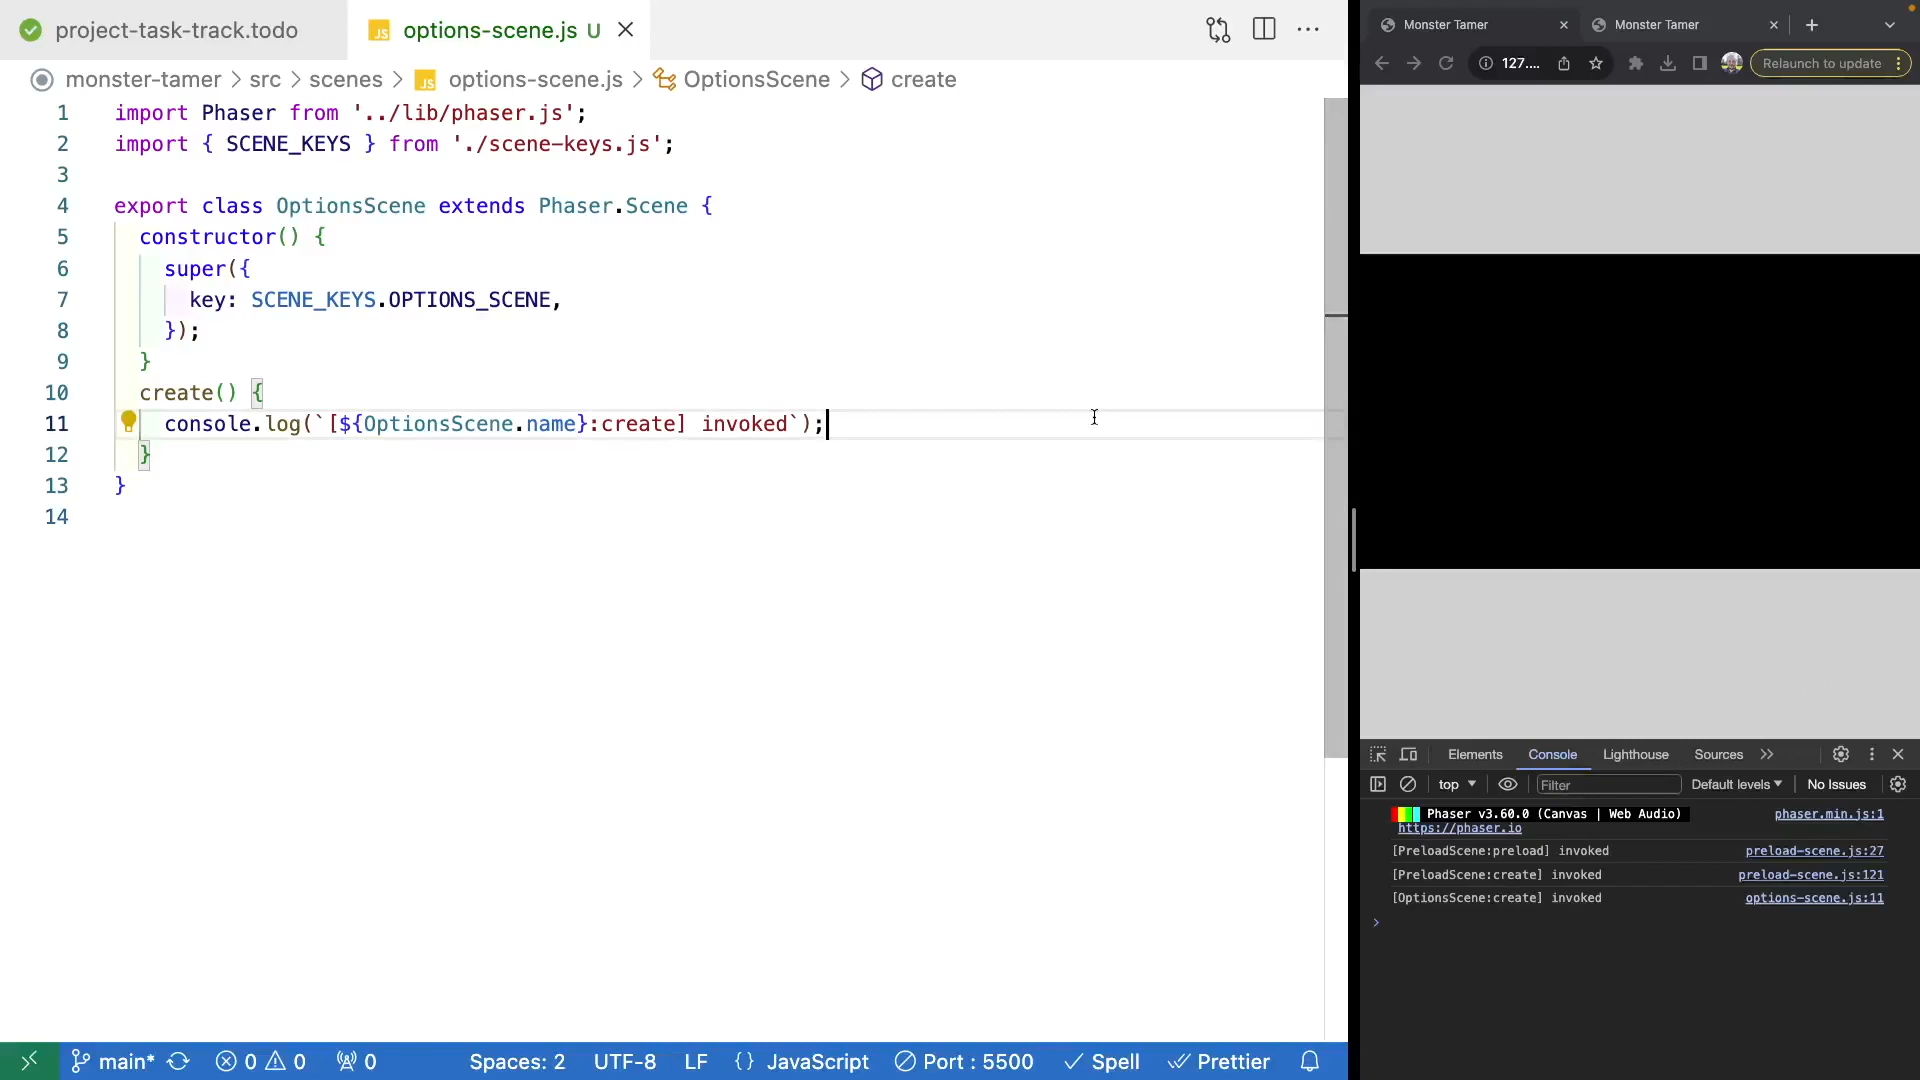 project-task-track.todo
JS options-scene.js U
monster-tamer > src > scenes > JS options-scene.js > OptionsScene > create
1 import Phaser from '../lib/phaser.js';
2 import { SCENE_KEYS } from './scene-keys.js';
3
4 export class OptionsScene extends Phaser.Scene {
5 constructor() {
6 super({
7 key: SCENE_KEYS.OPTIONS_SCENE,
8 });
9 }
10 create() {
11 console.log(`[${OptionsScene.name}:create] invoked`);
12 }
13 }
14
main* 0 0 0 Spaces: 2 UTF-8 LF {} JavaScript Port : 5500 Spell Prettier
Monster Tamer Monster Tamer
127.... Relaunch to update
Elements Console Lighthouse Sources
top Filter Default levels No Issues
Phaser v3.60.0 (Canvas | Web Audio) phaser.min.js:1
https://phaser.io
[PreloadScene:preload] invoked preload-scene.js:27
[PreloadScene:create] invoked preload-scene.js:121
[OptionsScene:create] invoked options-scene.js:11